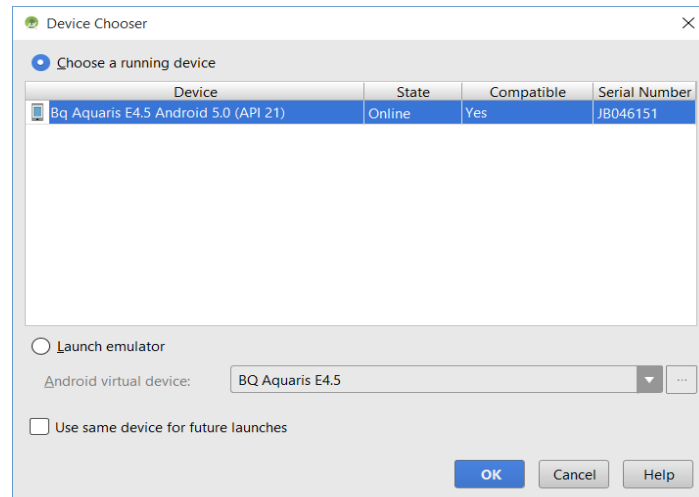 Device Chooser
Choose a running device
Device State Compatible Serial Number
Bq Aquaris E4.5 Android 5.0 (API 21) Online Yes JB046151
Launch emulator
Android virtual device: BQ Aquaris E4.5 ...
Use same device for future launches
OK Cancel Help